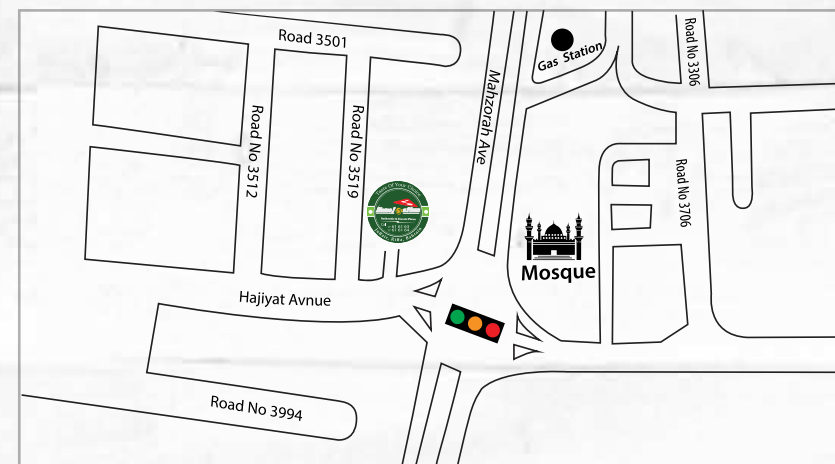 Road 3501
Gas Station
Road No 3306
Mahzorah Ave
Road No 3512
Road No 3519
Road No 3706
Mosque
Hajiyat Avnue
Road No 3994